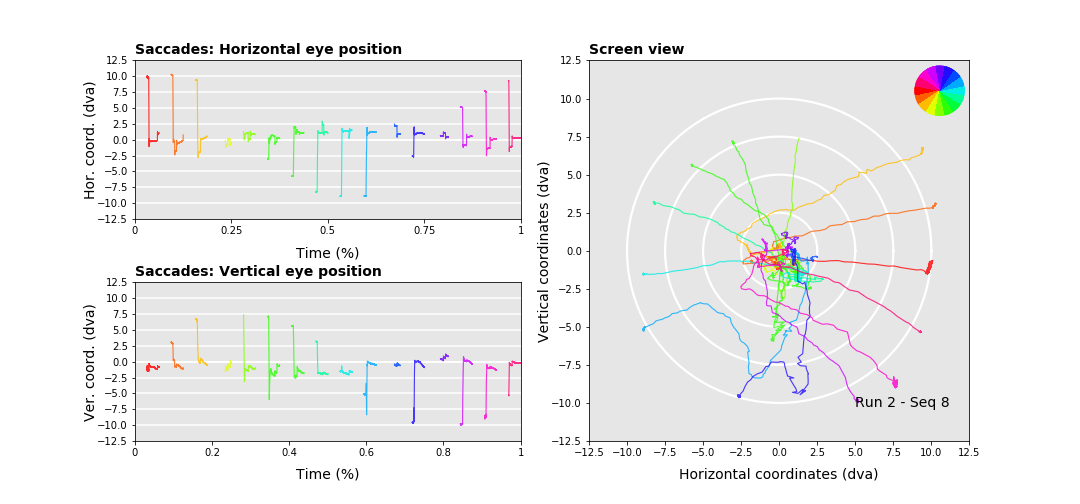 Saccades: Horizontal eye position
12.5
10.0
7.5
5.0
2.5
0.0
−2.5
−5.0
−7.5
−10.0
−12.5
Hor. coord. (dva)
0 0.25 0.5 0.75 1
Time (%)
Saccades: Vertical eye position
12.5
10.0
7.5
5.0
2.5
0.0
−2.5
−5.0
−7.5
−10.0
−12.5
Ver. coord. (dva)
0 0.2 0.4 0.6 0.8 1
Time (%)
Screen view
12.5
10.0
7.5
5.0
2.5
0.0
−2.5
−5.0
−7.5
−10.0
−12.5
Vertical coordinates (dva)
Run 2 - Seq 8
−12.5 −10.0 −7.5 −5.0 −2.5 0.0 2.5 5.0 7.5 10.0 12.5
Horizontal coordinates (dva)